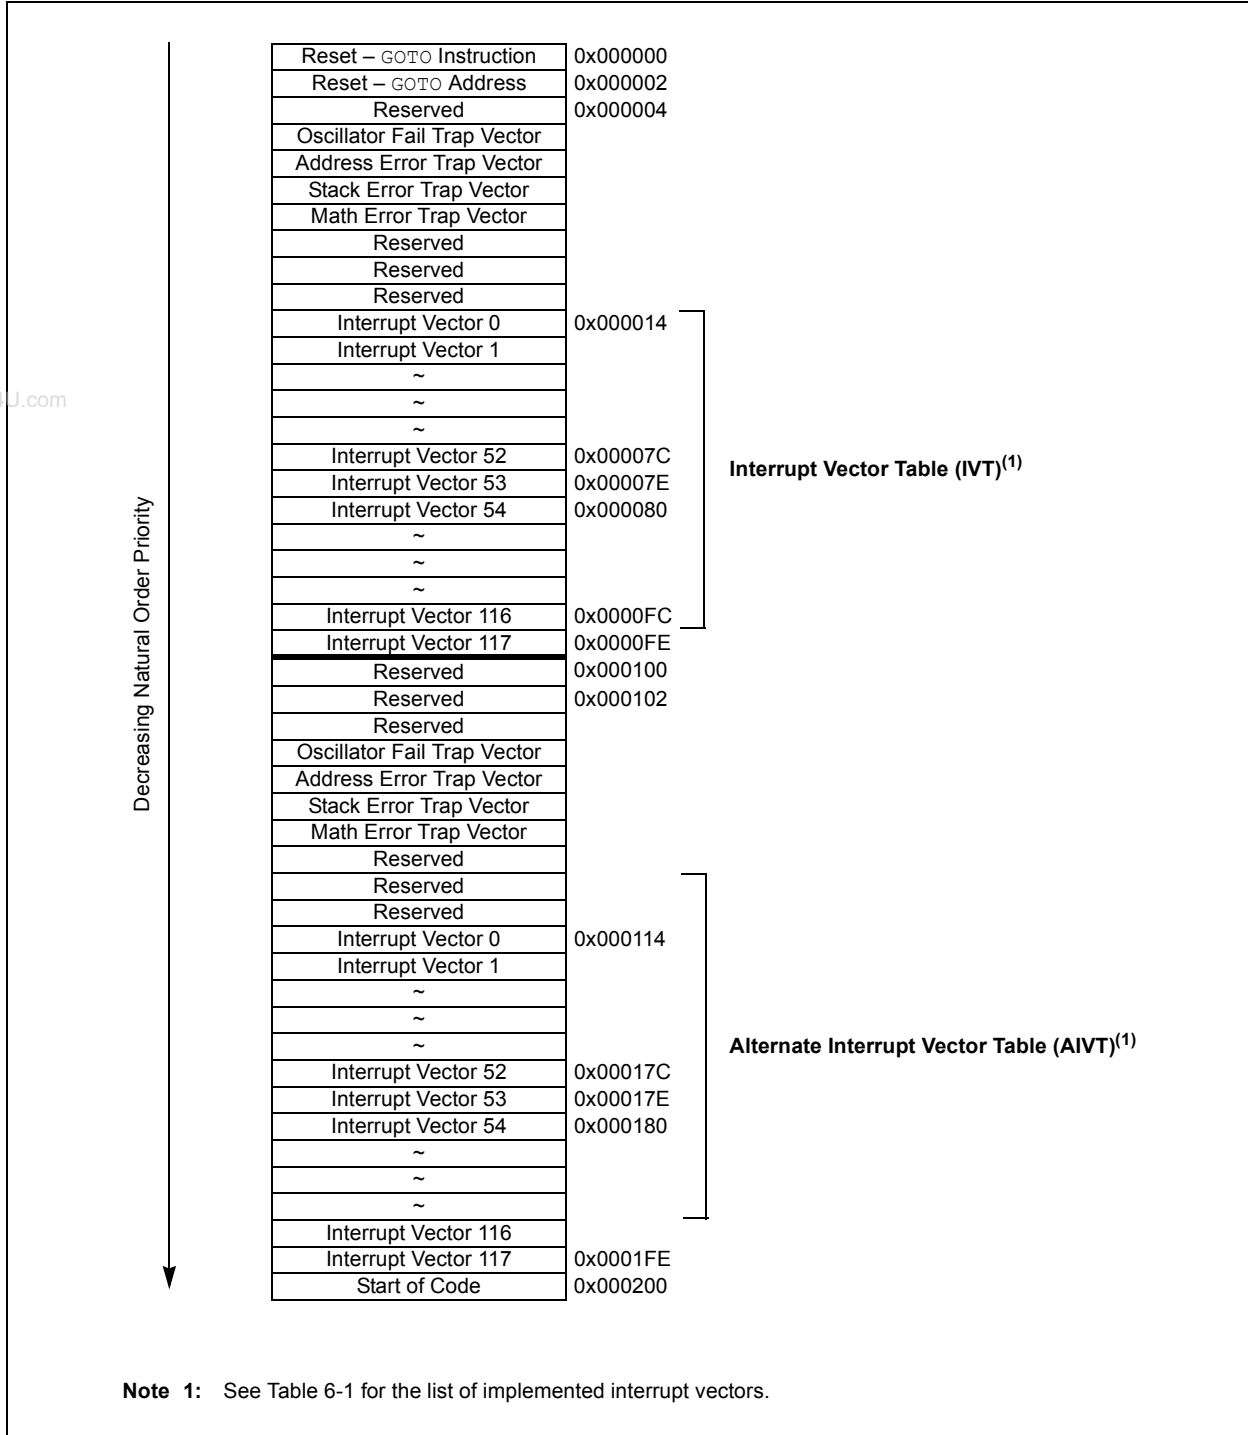 Reset – GOTO Instruction 0x000000
Reset – GOTO Address 0x000002
Reserved 0x000004
Oscillator Fail Trap Vector
Address Error Trap Vector
Stack Error Trap Vector
Math Error Trap Vector
Reserved
Reserved
Reserved
Interrupt Vector 0 0x000014
Interrupt Vector 1
~
~
~
Interrupt Vector 52 0x00007C
Interrupt Vector 53 0x00007E
Interrupt Vector 54 0x000080
~
~
~
Interrupt Vector 116 0x0000FC
Interrupt Vector 117 0x0000FE
Reserved 0x000100
Reserved 0x000102
Reserved
Oscillator Fail Trap Vector
Address Error Trap Vector
Stack Error Trap Vector
Math Error Trap Vector
Reserved
Reserved
Reserved
Interrupt Vector 0 0x000114
Interrupt Vector 1
~
~
~
Interrupt Vector 52 0x00017C
Interrupt Vector 53 0x00017E
Interrupt Vector 54 0x000180
~
~
~
Interrupt Vector 116
Interrupt Vector 117 0x0001FE
Start of Code 0x000200
Decreasing Natural Order Priority
Interrupt Vector Table (IVT)(1)
Alternate Interrupt Vector Table (AIVT)(1)
U.com
Note 1: See Table 6-1 for the list of implemented interrupt vectors.